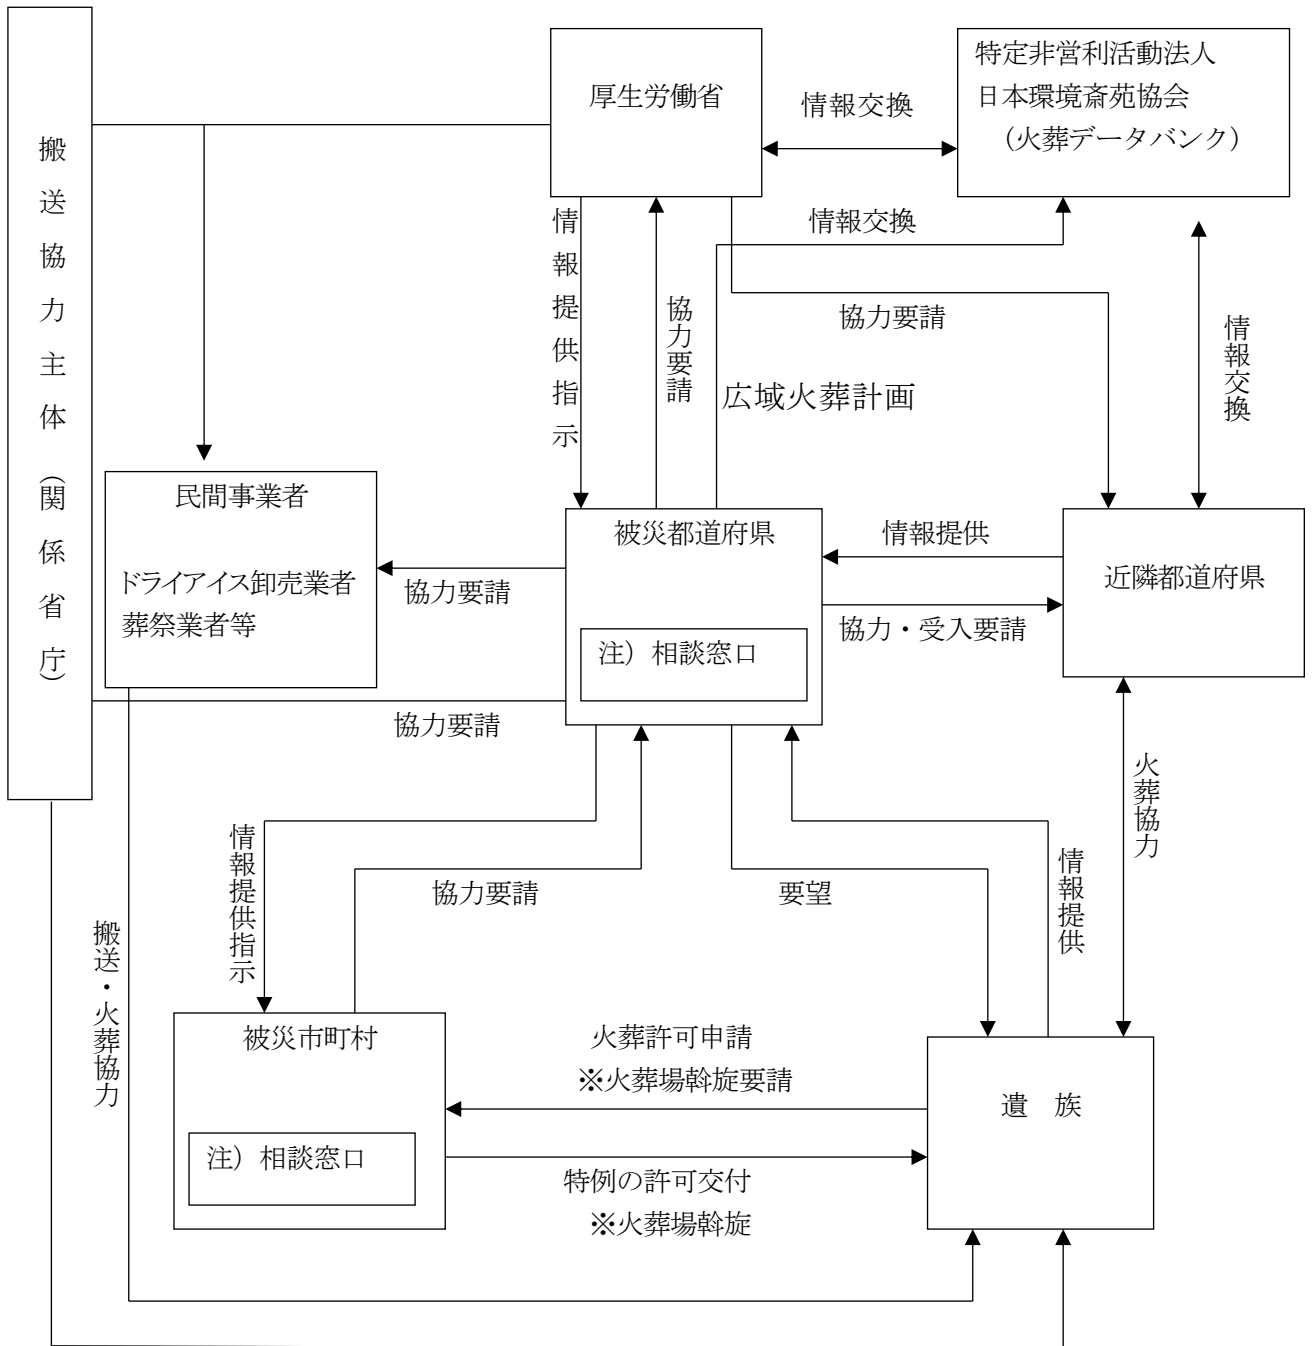 搬送協力主体（関係省庁）
厚生労働省
情報交換
特定非営利活動法人
日本環境斎苑協会
（火葬データバンク）
情報交換
情報提供指示
協力要請
協力要請
情報交換
広域火葬計画
民間事業者
ドライアイス卸売業者
葬祭業者等
協力要請
被災都道府県
注）相談窓口
情報提供
協力・受入要請
近隣都道府県
協力要請
火葬協力
情報提供指示
協力要請
要望
情報提供
搬送・火葬協力
被災市町村
注）相談窓口
火葬許可申請
※火葬場斡旋要請
特例の許可交付
※火葬場斡旋
遺　族